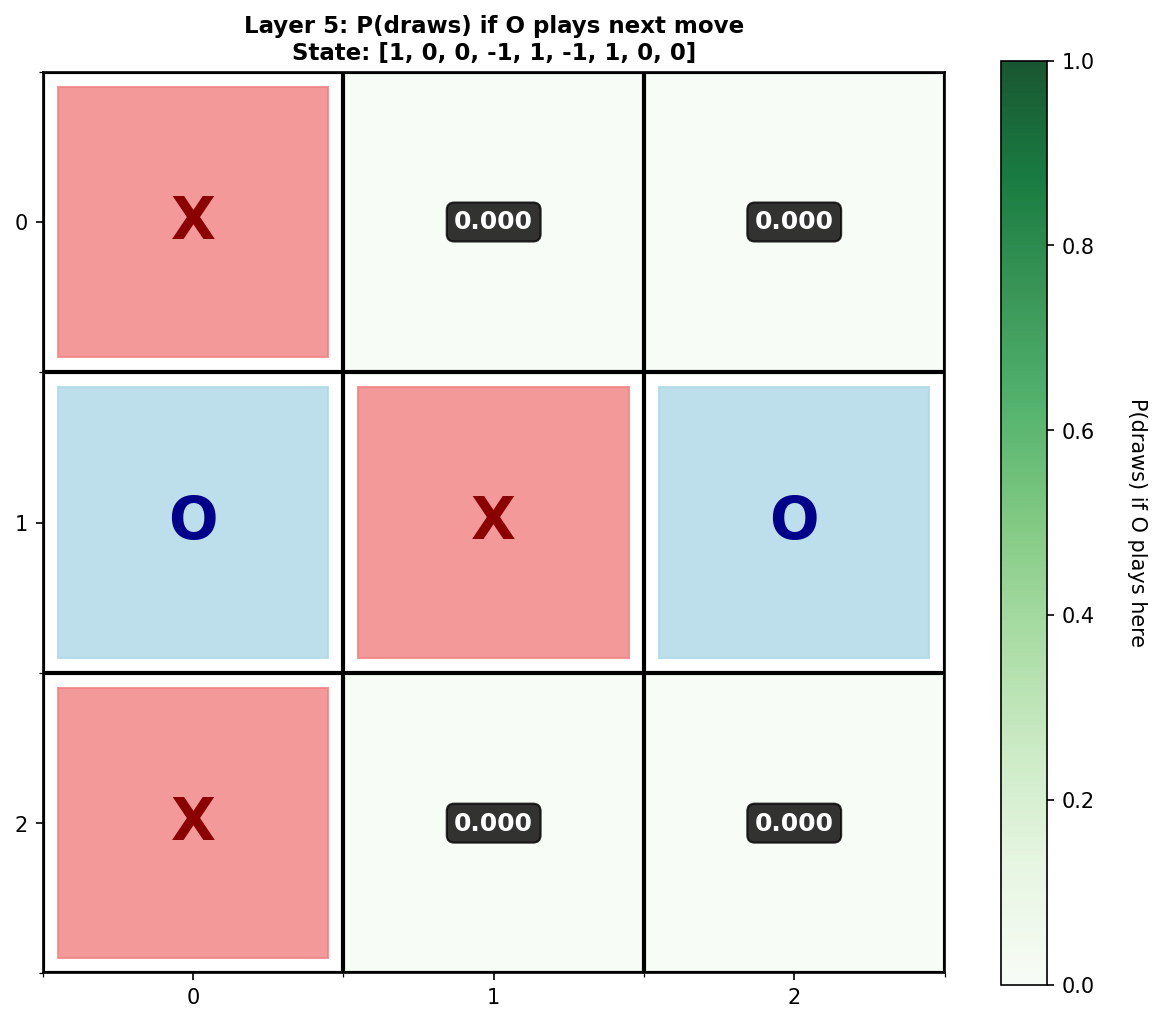 Layer 5: P(draws) if O plays next move
State: [1, 0, 0, -1, 1, -1, 1, 0, 0]
X
0.000
0.000
O
X
O
X
0.000
0.000
0
1
2
0
1
2
1.0
0.8
0.6
0.4
0.2
0.0
P(draws) if O plays here